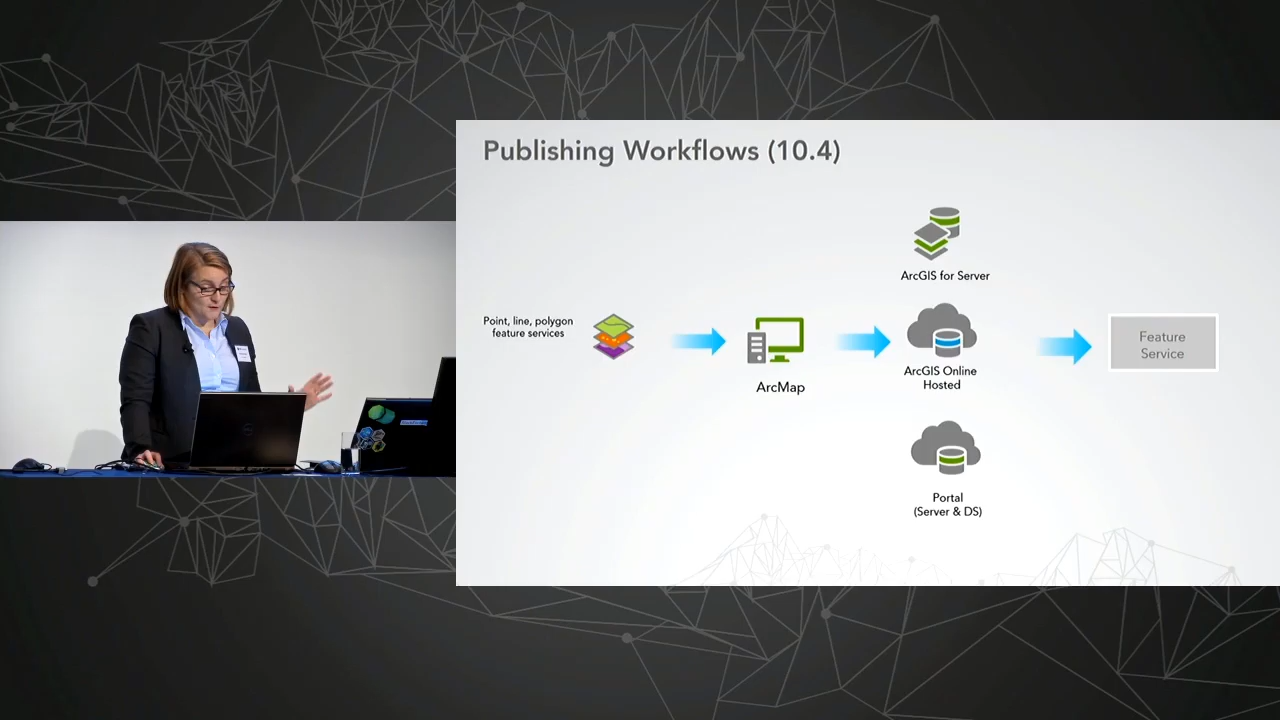 Publishing Workflows (10.4)
ArcGIS for Server
Point, line, polygon
feature services
ArcMap
ArcGIS Online
Hosted
Feature
Service
Portal
(Server & DS)